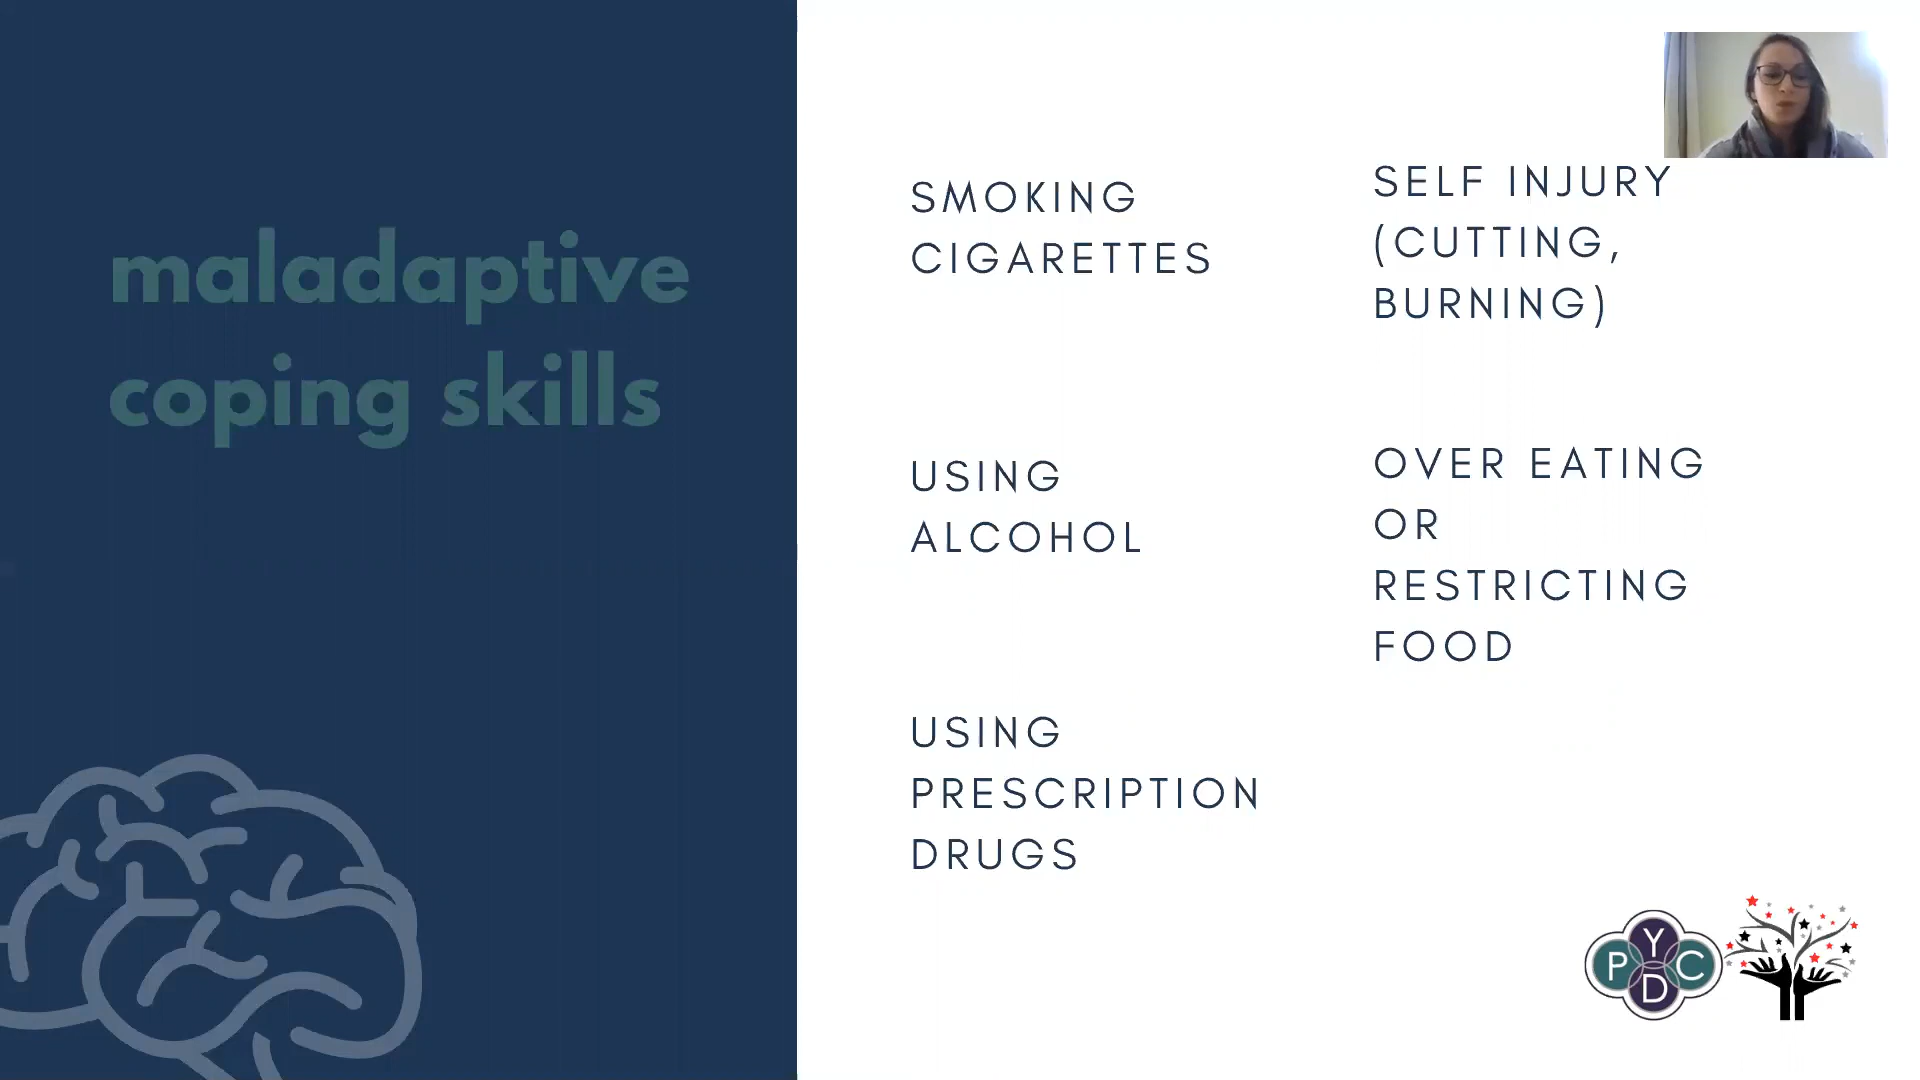 maladaptive
coping skills
SMOKING
CIGARETTES
USING
ALCOHOL
USING
PRESCRIPTION
DRUGS
SELF INJURY
(CUTTING,
BURNING)
OVER EATING
OR
RESTRICTING
FOOD
Y
P C
D